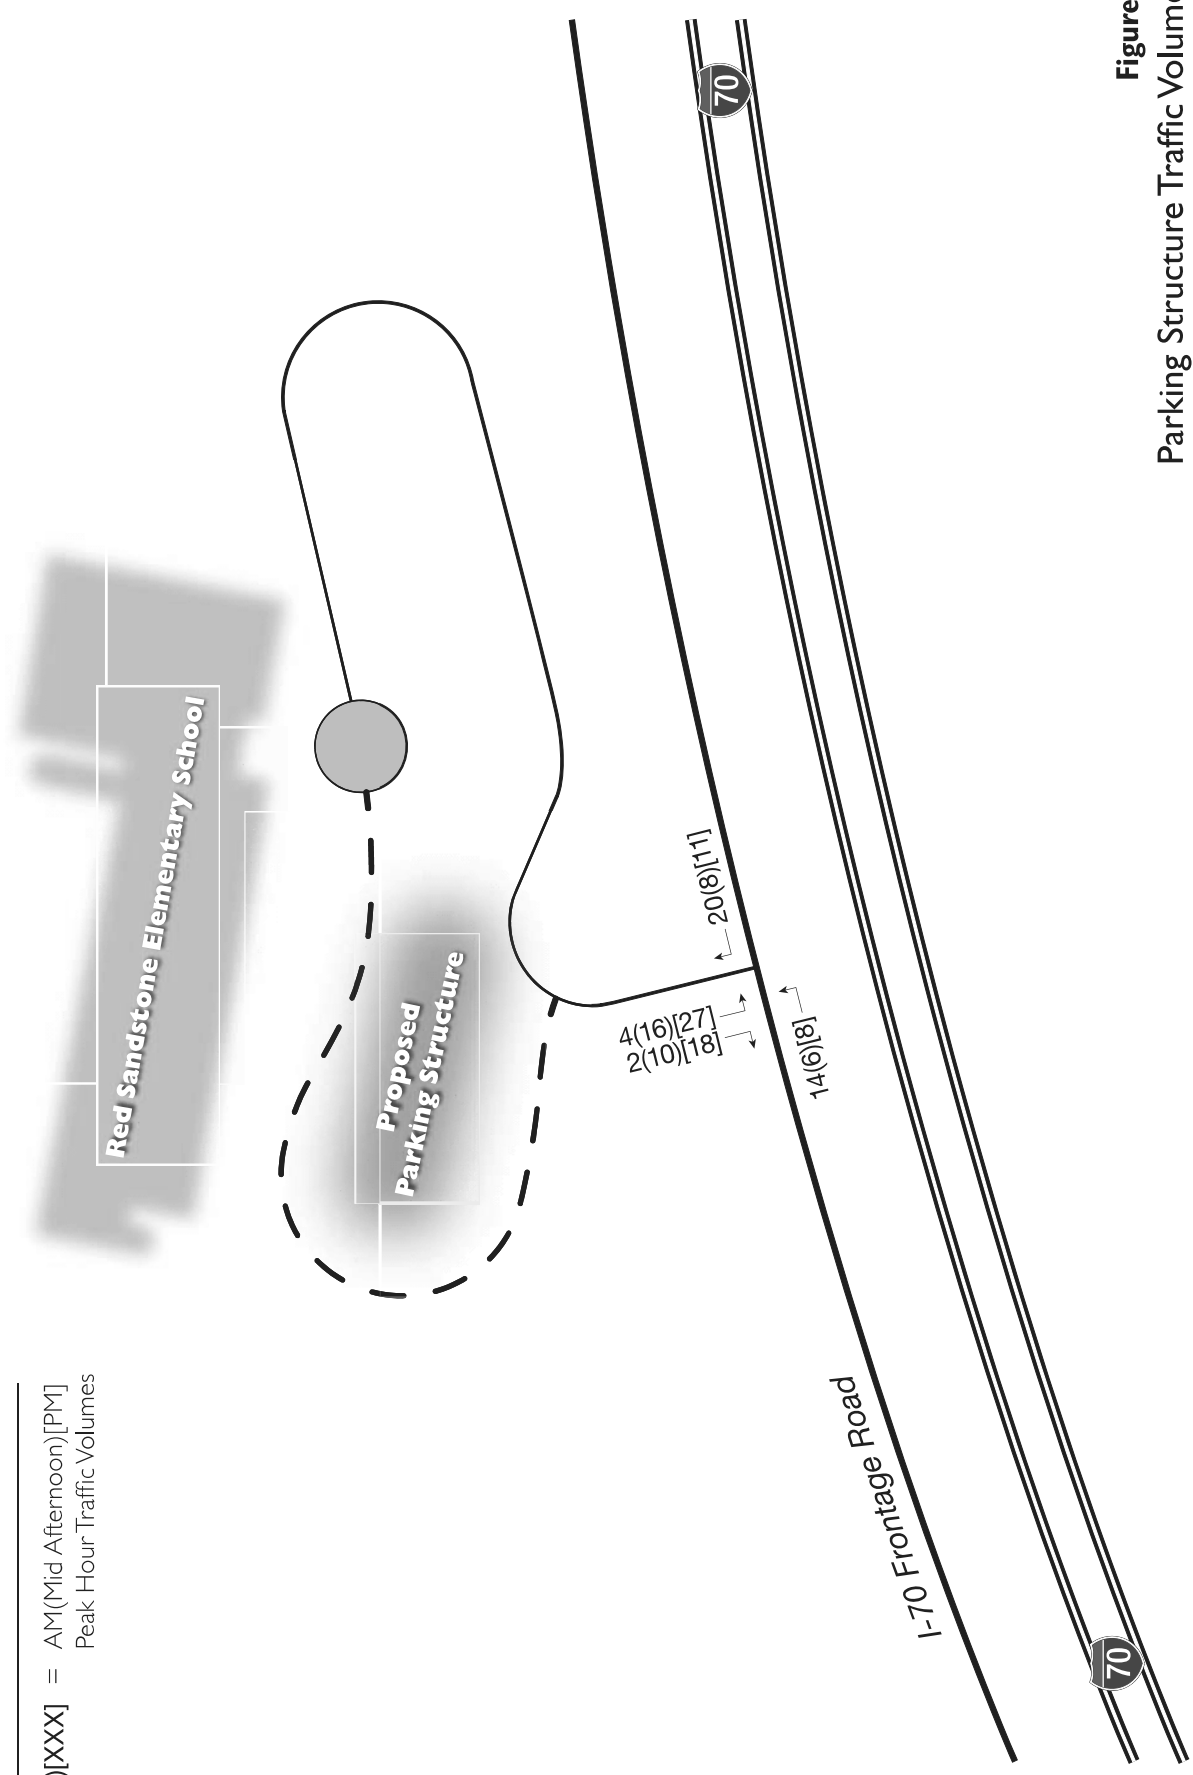 )[XXX] = AM(Mid Afternoon)[PM]
Peak Hour Traffic Volumes
Red Sandstone Elementary School
Proposed
Parking Structure
4(16)[27]
2(10)[18]
20(8)[11]
14(6)[8]
I-70 Frontage Road
70
70
Figure
Parking Structure Traffic Volume